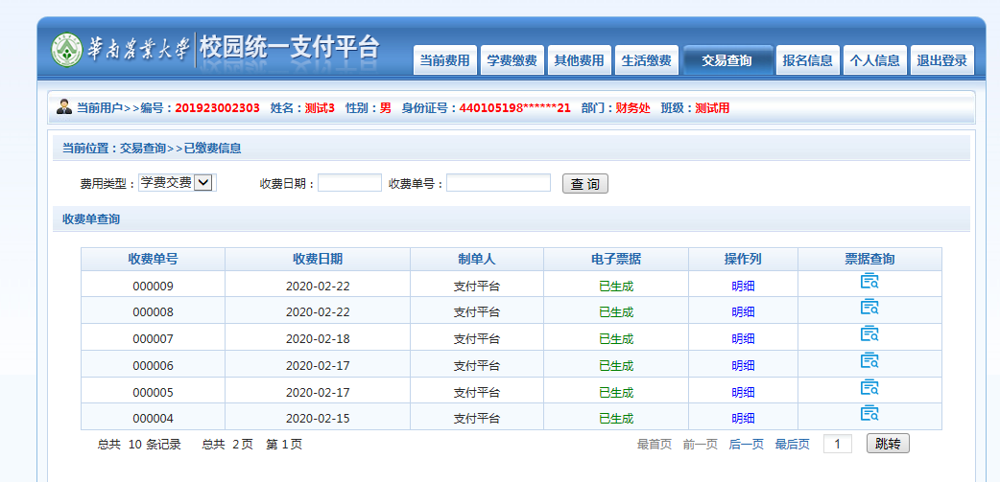 华南农业大学 校园统一支付平台
当前费用 学费缴费 其他费用 生活缴费 交易查询 报名信息 个人信息 退出登录
当前用户>>编号：201923002303 姓名：测试3 性别：男 身份证号：440105198******21 部门：财务处 班级：测试用
当前位置：交易查询>>已缴费信息
费用类型：学费交费 收费日期： 收费单号： 查 询
收费单查询
收费单号 收费日期 制单人 电子票据 操作列 票据查询
000009 2020-02-22 支付平台 已生成 明细
000008 2020-02-22 支付平台 已生成 明细
000007 2020-02-18 支付平台 已生成 明细
000006 2020-02-17 支付平台 已生成 明细
000005 2020-02-17 支付平台 已生成 明细
000004 2020-02-15 支付平台 已生成 明细
总共 10 条记录 总共 2页 第 1页 最首页 前一页 后一页 最后页 1 跳转